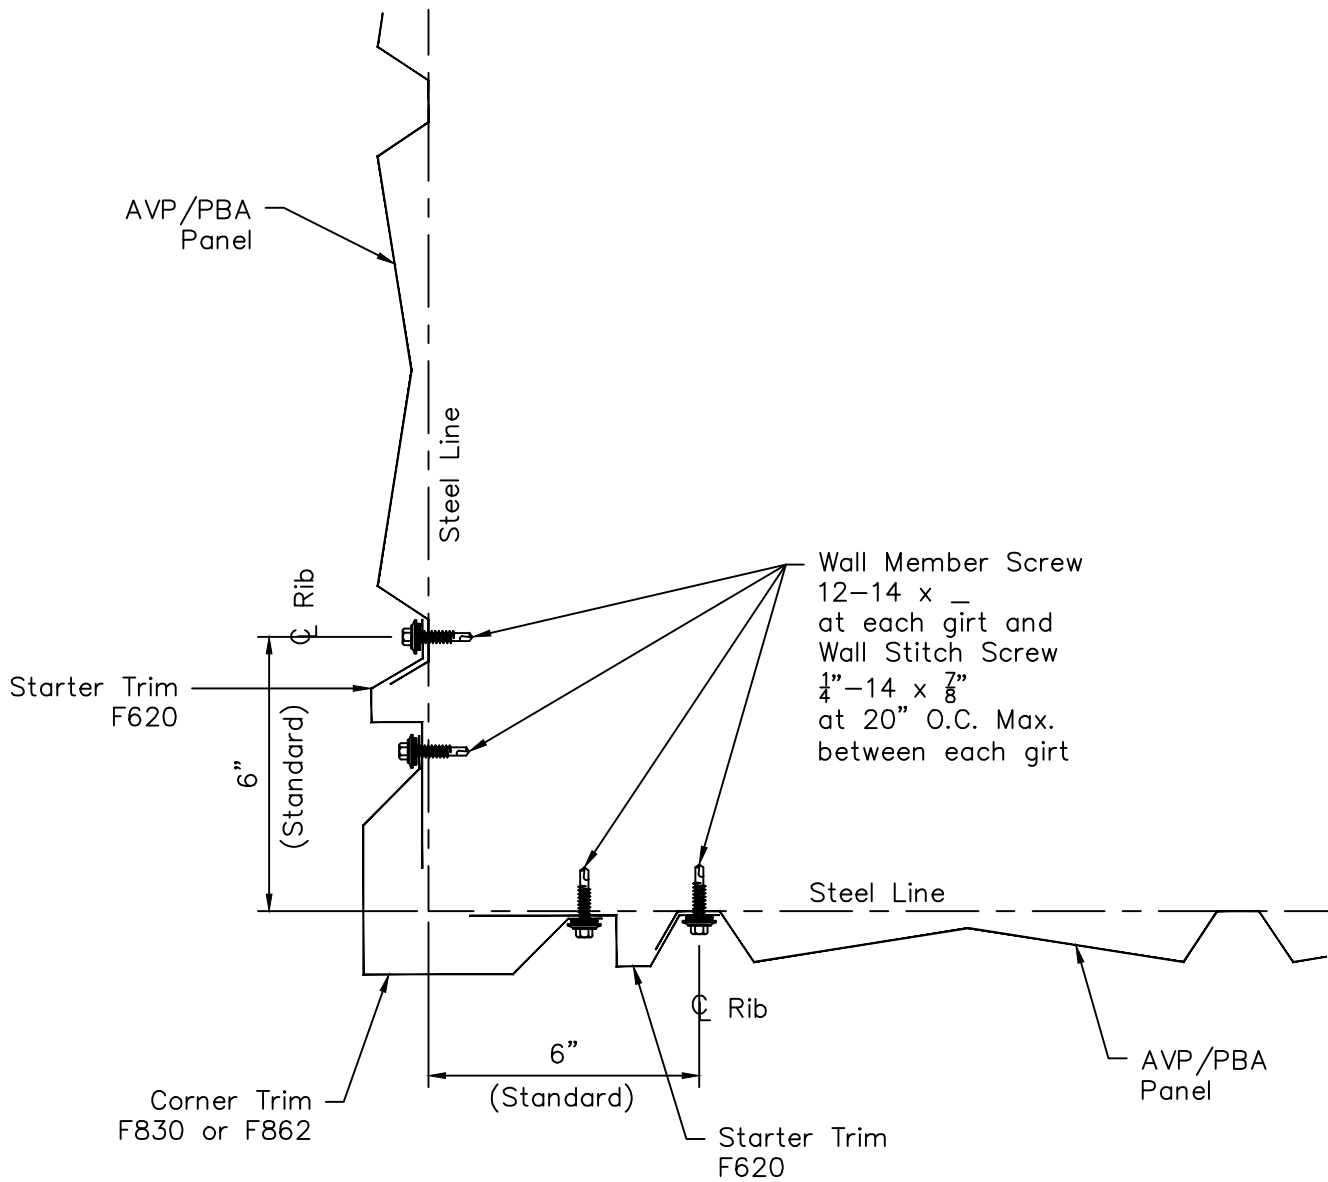 AVP/PBA
Panel
Steel Line
℄ Rib
Wall Member Screw
12-14 x _
at each girt and
Wall Stitch Screw
1/4"-14 x 7/8"
at 20" O.C. Max.
between each girt
Starter Trim
F620
6"
(Standard)
Steel Line
℄ Rib
6"
(Standard)
AVP/PBA
Panel
Corner Trim
F830 or F862
Starter Trim
F620